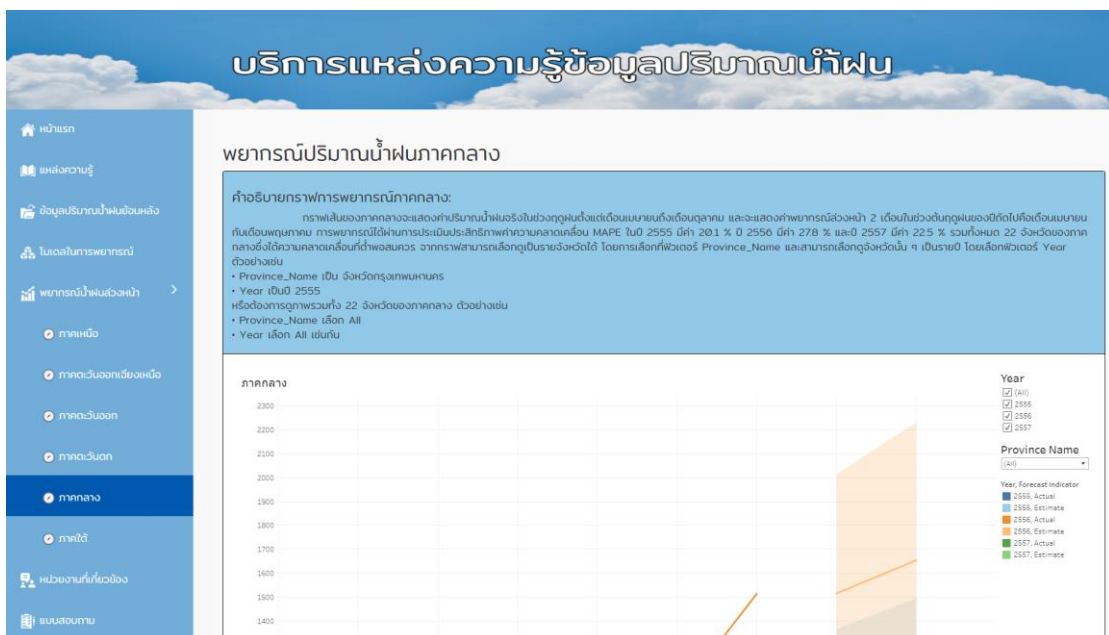 บริการแหล่งความรู้ข้อมูลปริมาณน้ำฝน
หน้าแรก
แหล่งความรู้
ข้อมูลปริมาณน้ำฝนย้อนหลัง
โมเดลในการพยากรณ์
พยากรณ์น้ำฝนล่วงหน้า >
ภาคเหนือ
ภาคตะวันออกเฉียงเหนือ
ภาคตะวันออก
ภาคตะวันตก
ภาคกลาง
ภาคใต้
หน่วยงานที่เกี่ยวข้อง
แบบสอบถาม
พยากรณ์ปริมาณน้ำฝนภาคกลาง
คำอธิบายกราฟการพยากรณ์ภาคกลาง:
กราฟเส้นของภาคกลางจะแสดงค่าปริมาณน้ำฝนจริงในช่วงฤดูฝนตั้งแต่เดือนเมษายนถึงเดือนตุลาคม และจะแสดงค่าพยากรณ์ล่วงหน้า 2 เดือนในช่วงต้นฤดูฝนของปีถัดไปคือเดือนเมษายน
กับเดือนพฤษภาคม การพยากรณ์ได้ผ่านการประเมินประสิทธิภาพค่าความคลาดเคลื่อน MAPE ในปี 2555 มีค่า 20.1 % ปี 2556 มีค่า 27.8 % และปี 2557 มีค่า 22.5 % รวมทั้งหมด 22 จังหวัดของภาค
กลางซึ่งได้ความคลาดเคลื่อนที่ต่ำพอสมควร จากกราฟสามารถเลือกดูเป็นรายจังหวัดได้ โดยการเลือกที่ฟิวเตอร์ Province_Name และสามารถเลือกดูจังหวัดนั้น ๆ เป็นรายปี โดยเลือกฟิวเตอร์ Year
ตัวอย่างเช่น
• Province_Name เป็น จังหวัดกรุงเทพมหานคร
• Year เป็นปี 2555
หรือต้องการดูภาพรวมทั้ง 22 จังหวัดของภาคกลาง ตัวอย่างเช่น
• Province_Name เลือก All
• Year เลือก All เช่นกัน
ภาคกลาง
2300
2200
2100
2000
1900
1800
1700
1600
1500
1400
Year
(All)
2555
2556
2557
Province Name
(All)
Year, Forecast indicator
2555, Actual
2555, Estimate
2556, Actual
2556, Estimate
2557, Actual
2557, Estimate